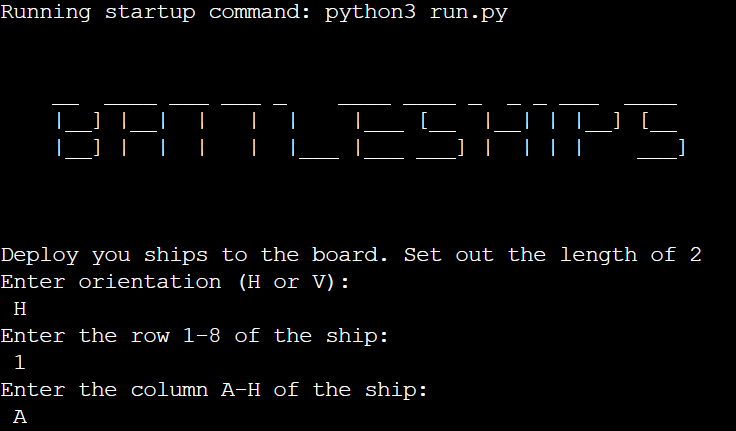 Running startup command: python3 run.py
BATTLESHIPS
Deploy you ships to the board. Set out the length of 2
Enter orientation (H or V):
H
Enter the row 1-8 of the ship:
1
Enter the column A-H of the ship:
A